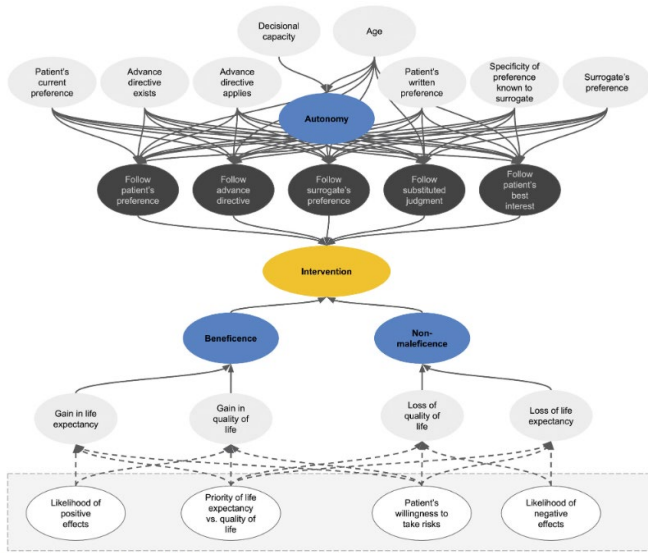 Decisional
capacity
Age
Patient's
current
preference
Advance
directive
exists
Advance
directive
applies
Patient's
written
preference
Specificity of
preference
known to
surrogate
Surrogate's
preference
Autonomy
Follow
patient's
preference
Follow
advance
directive
Follow
surrogate's
preference
Follow
substituted
judgment
Follow
patient's
best
interest
Intervention
Beneficence
Non-
maleficence
Gain in life
expectancy
Gain in
quality of
life
Loss of
quality of
life
Loss of life
expectancy
Likelihood of
positive
effects
Priority of life
expectancy
vs. quality of
life
Patient's
willingness to
take risks
Likelihood of
negative
effects